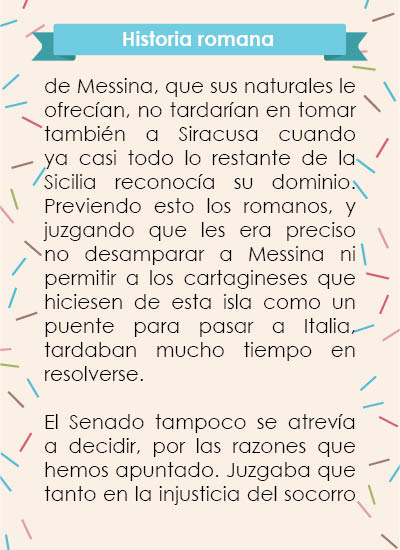 Historia romana
de Messina, que sus naturales le
ofrecían, no tardarían en tomar
también a Siracusa cuando
ya casi todo lo restante de la
Sicilia reconocía su dominio.
Previendo esto los romanos, y
juzgando que les era preciso
no desamparar a Messina ni
permitir a los cartagineses que
hiciesen de esta isla como un
puente para pasar a Italia,
tardaban mucho tiempo en
resolverse.
El Senado tampoco se atrevía
a decidir, por las razones que
hemos apuntado. Juzgaba que
tanto en la injusticia del socorro